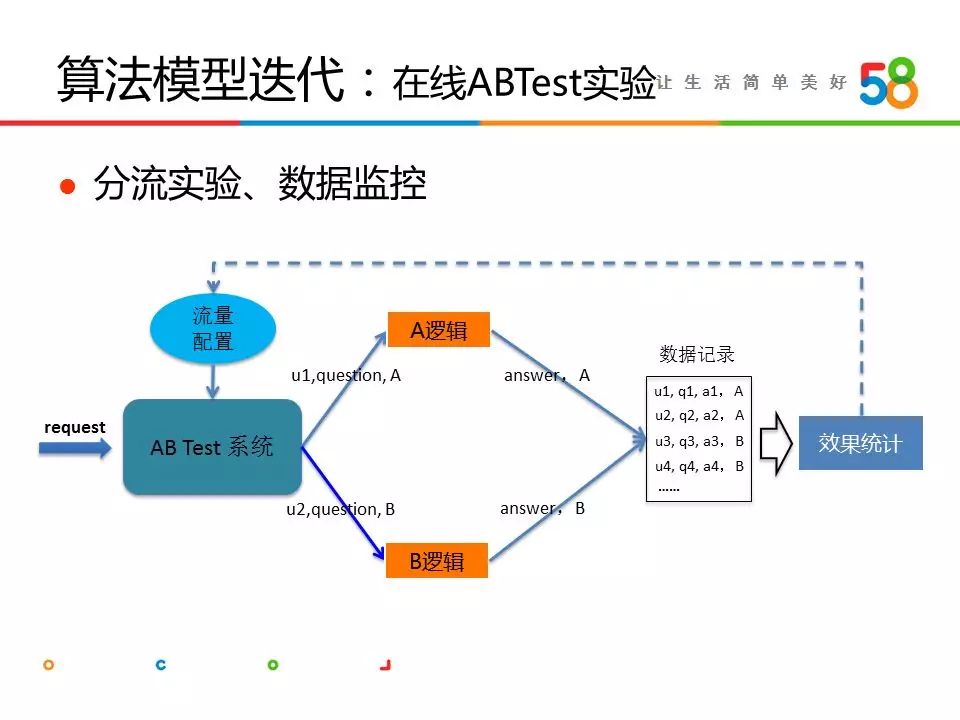 算法模型迭代：在线ABTest实验
让生活简单美好
58
分流实验、数据监控
流量
配置
A逻辑
数据记录
u1,question, A
answer，A
u1, q1, a1，A
u2, q2, a2，A
u3, q3, a3，B
u4, q4, a4，B
……
request
AB Test 系统
效果统计
u2,question, B
answer，B
B逻辑